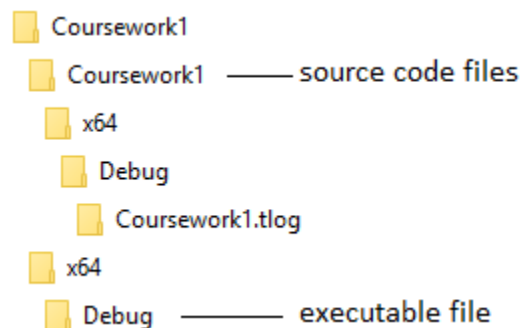 Coursework1
Coursework1 source code files
x64
Debug
Coursework1.tlog
x64
Debug executable file